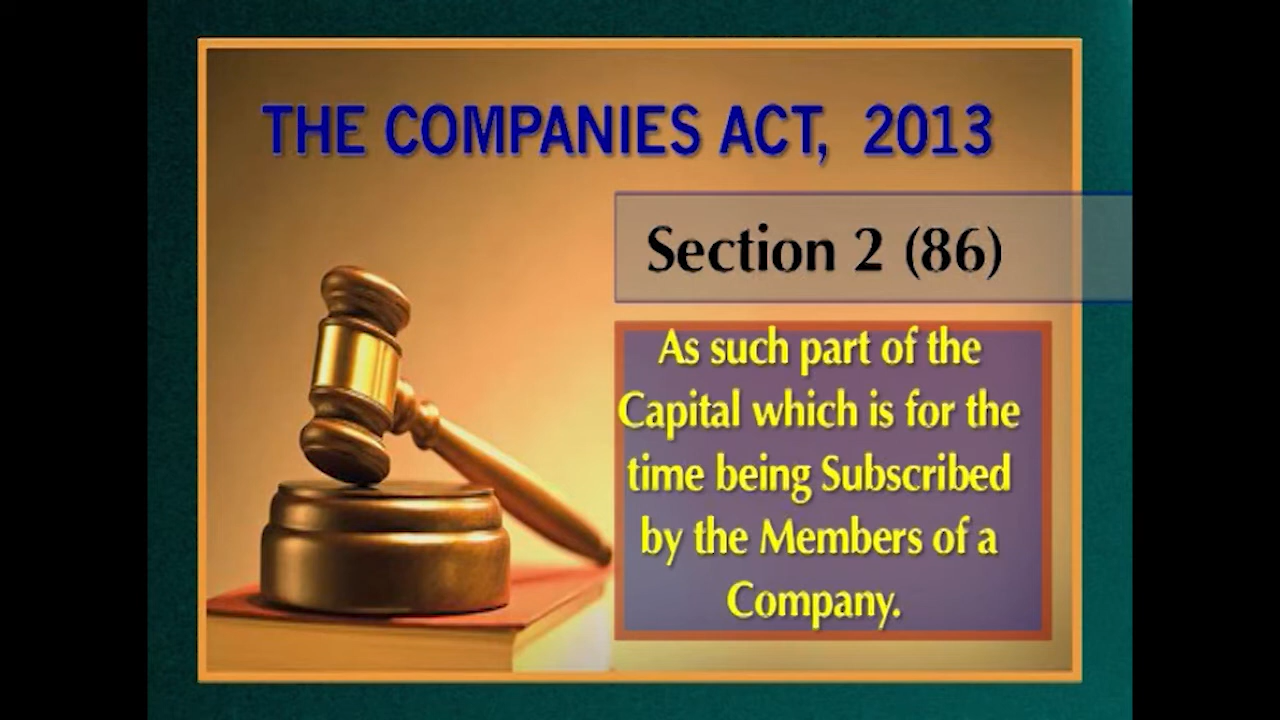 THE COMPANIES ACT, 2013
Section 2 (86)
As such part of the
Capital which is for the
time being Subscribed
by the Members of a
Company.